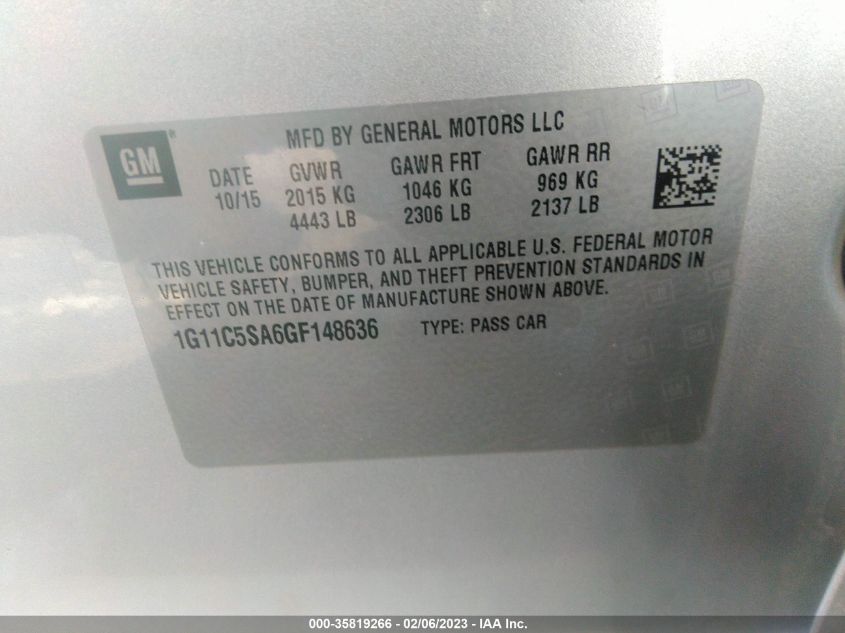 GM®
MFD BY GENERAL MOTORS LLC
DATE GVWR GAWR FRT GAWR RR
10/15 2015 KG 1046 KG 969 KG
4443 LB 2306 LB 2137 LB
THIS VEHICLE CONFORMS TO ALL APPLICABLE U.S. FEDERAL MOTOR
VEHICLE SAFETY, BUMPER, AND THEFT PREVENTION STANDARDS IN
EFFECT ON THE DATE OF MANUFACTURE SHOWN ABOVE.
1G11C5SA6GF148636 TYPE: PASS CAR
000-35819266 - 02/06/2023 - IAA Inc.